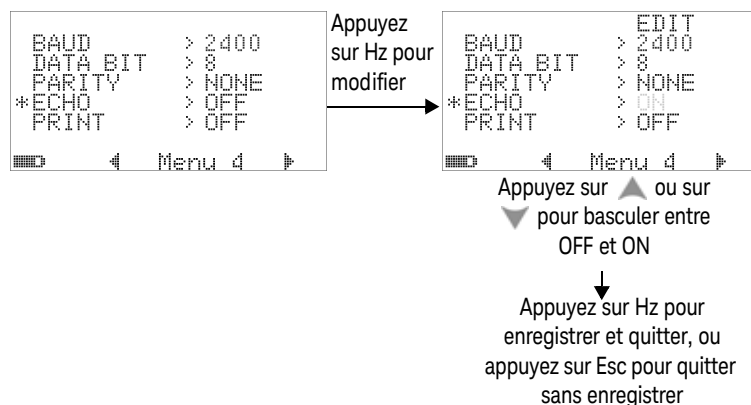 BAUD > 2400
DATA BIT > 8
PARITY > NONE
*ECHO > OFF
PRINT > OFF
Menu 4
Appuyez
sur Hz pour
modifier
EDIT
BAUD > 2400
DATA BIT > 8
PARITY > NONE
*ECHO > ON
PRINT > OFF
Menu 4
Appuyez sur ou sur
pour basculer entre
OFF et ON
Appuyez sur Hz pour
enregistrer et quitter, ou
appuyez sur Esc pour quitter
sans enregistrer